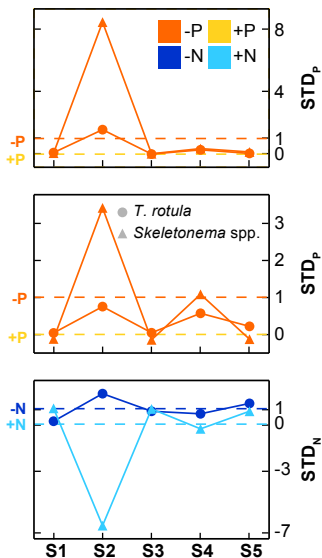 -P +P
-N +N
8
4
1
0
-P
+P
STDP
T. rotula
Skeletonema spp.
3
2
1
0
-P
+P
STDP
-N
+N
1
0
-3
-7
STDN
S1 S2 S3 S4 S5